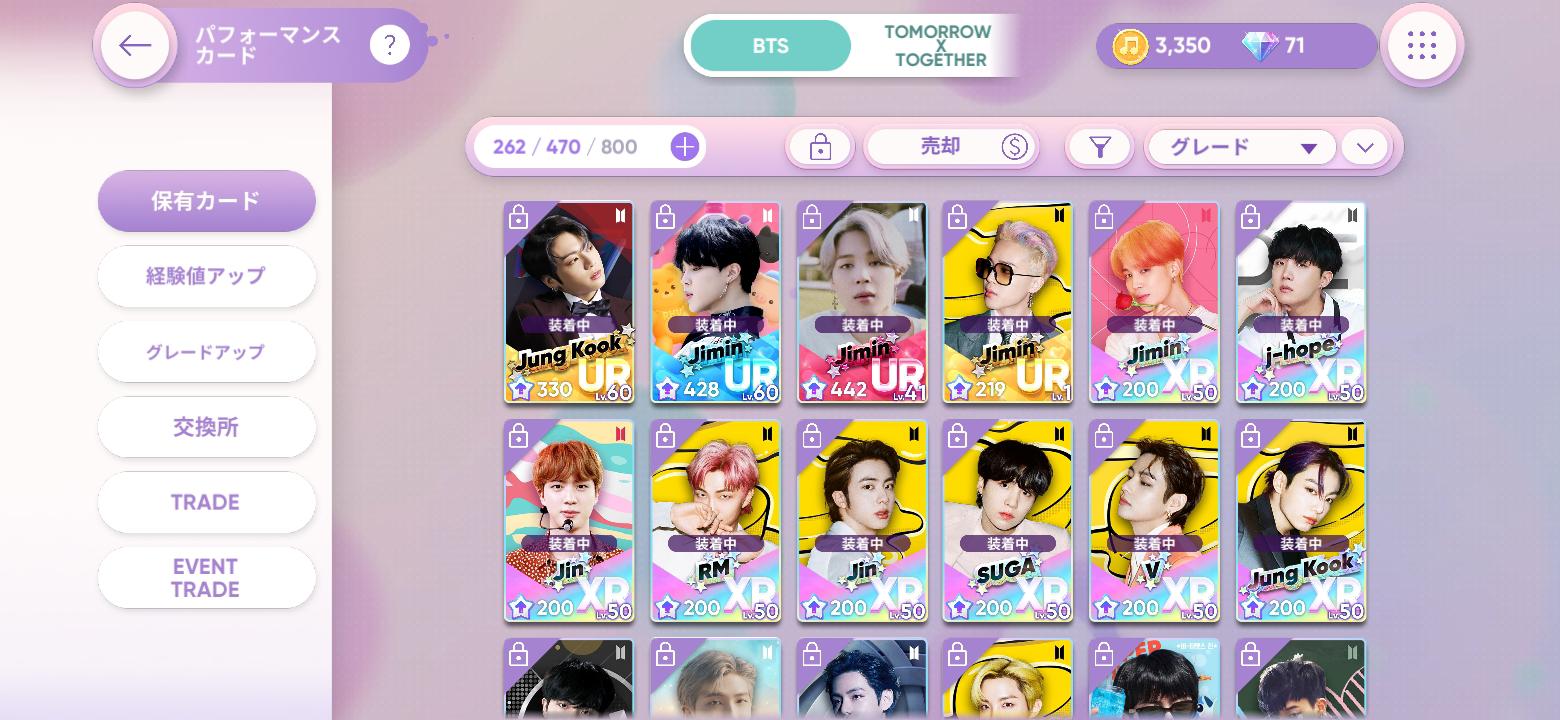 パフォーマンス
カード
?
BTS
TOMORROW
X
TOGETHER
3,350
71
262 / 470 / 800
売却
グレード
保有カード
経験値アップ
グレードアップ
交換所
TRADE
EVENT
TRADE
装着中
Jung Kook
330 UR Lv.60
装着中
Jimin
428 UR Lv.60
装着中
Jimin
442 UR Lv.41
装着中
Jimin
219 UR Lv.1
装着中
Jimin
200 XR Lv.50
装着中
j-hope
200 XR Lv.50
装着中
Jin
200 XR Lv.50
装着中
RM
200 XR Lv.50
装着中
Jin
200 XR Lv.50
装着中
SUGA
200 XR Lv.50
装着中
V
200 XR Lv.50
装着中
Jung Kook
200 XR Lv.50